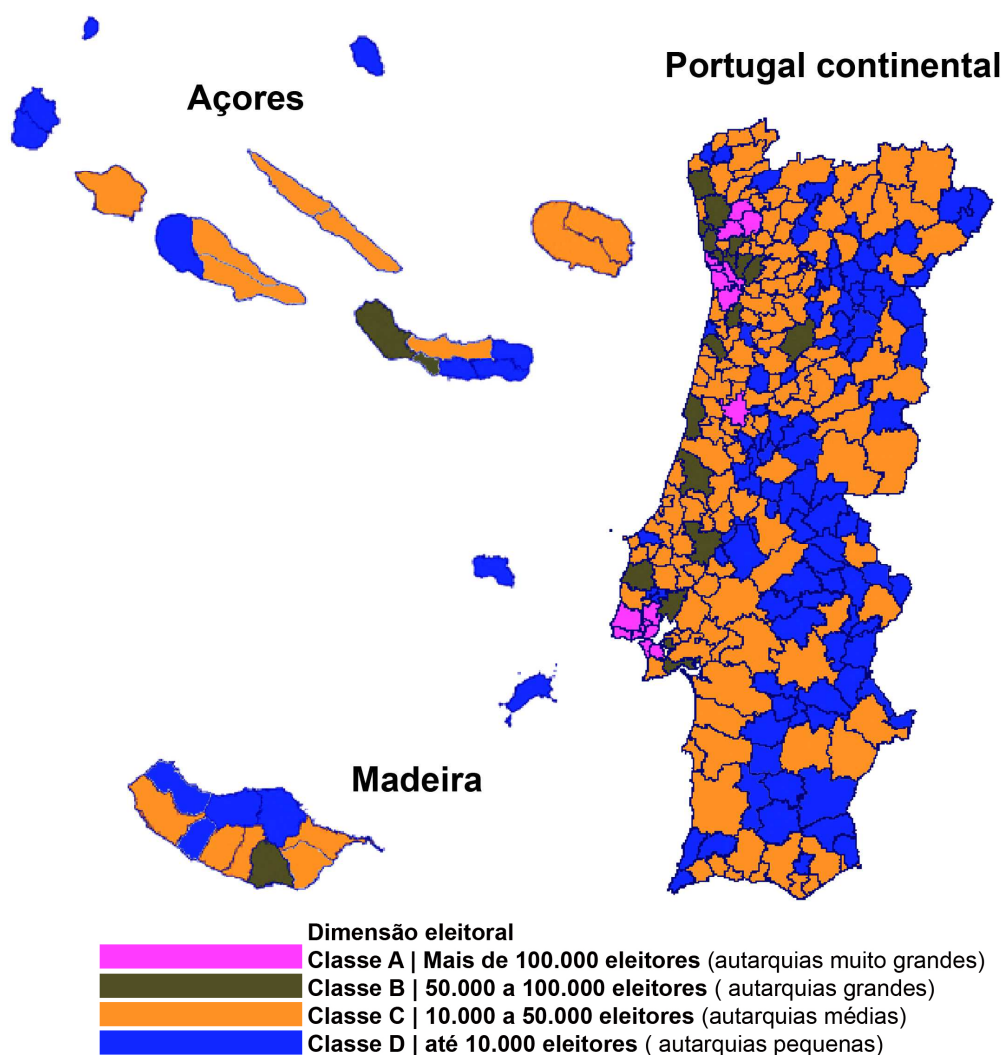 Portugal continental
Açores
Madeira
Dimensão eleitoral
Classe A | Mais de 100.000 eleitores (autarquias muito grandes)
Classe B | 50.000 a 100.000 eleitores ( autarquias grandes)
Classe C | 10.000 a 50.000 eleitores (autarquias médias)
Classe D | até 10.000 eleitores ( autarquias pequenas)